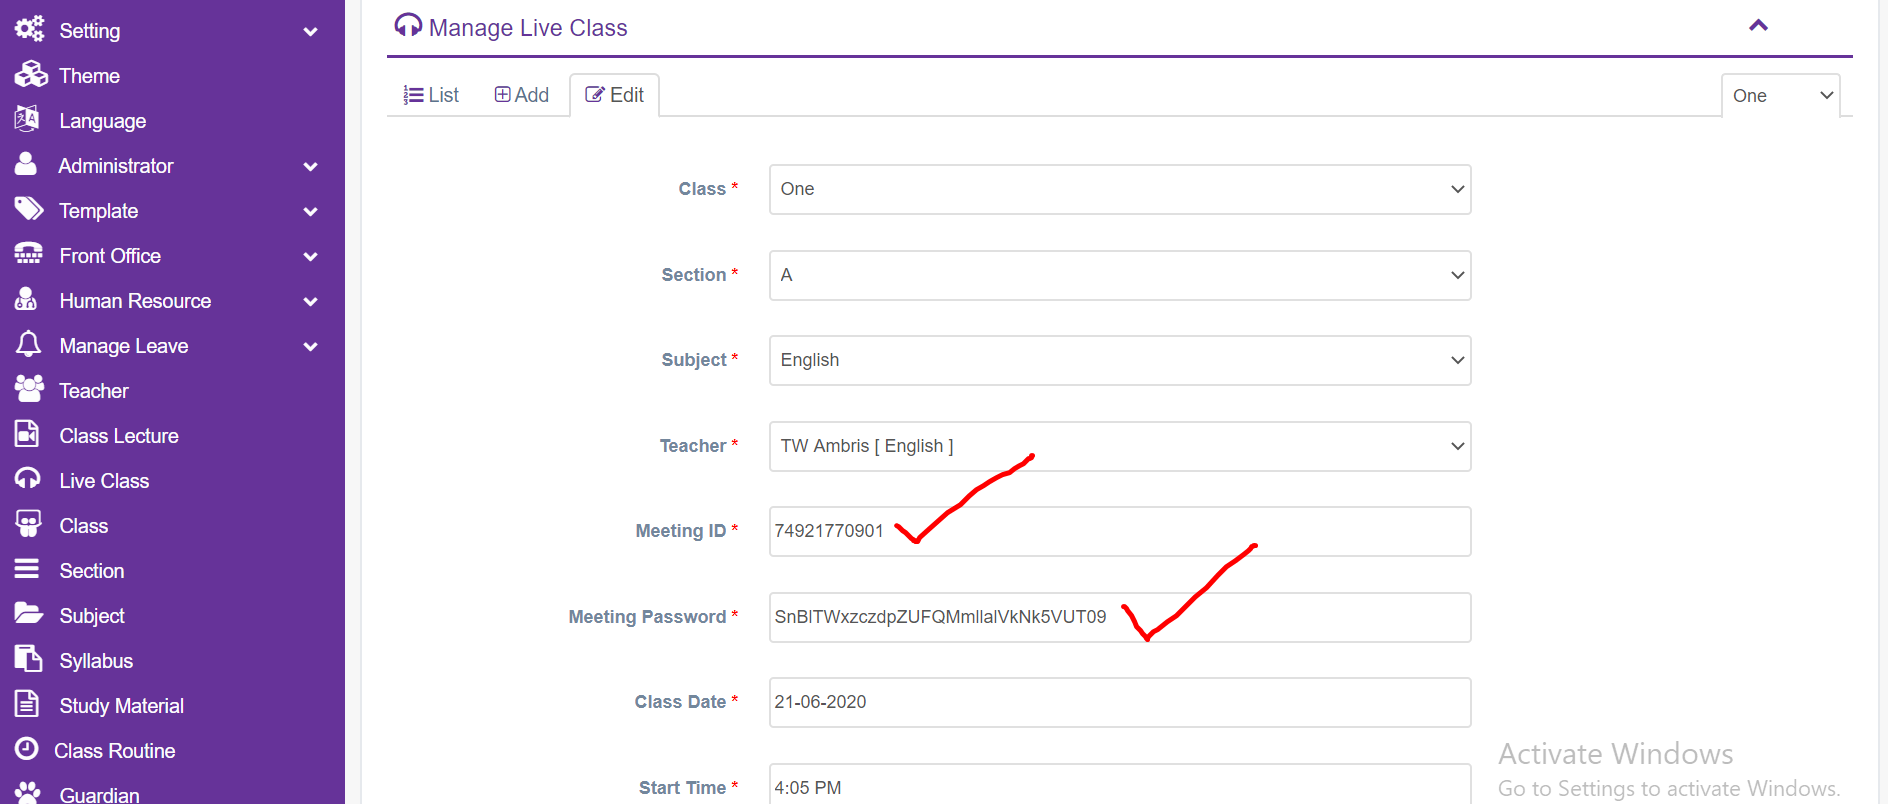 Setting
Theme
Language
Administrator
Template
Front Office
Human Resource
Manage Leave
Teacher
Class Lecture
Live Class
Class
Section
Subject
Syllabus
Study Material
Class Routine
Guardian
Manage Live Class
List
Add
Edit
One
Class *
One
Section *
A
Subject *
English
Teacher *
TW Ambris [ English ]
Meeting ID *
74921770901
Meeting Password *
SnBlTWxzczdpZUFQMmllalVkNk5VUT09
Class Date *
21-06-2020
Start Time *
4:05 PM
Activate Windows
Go to Settings to activate Windows.